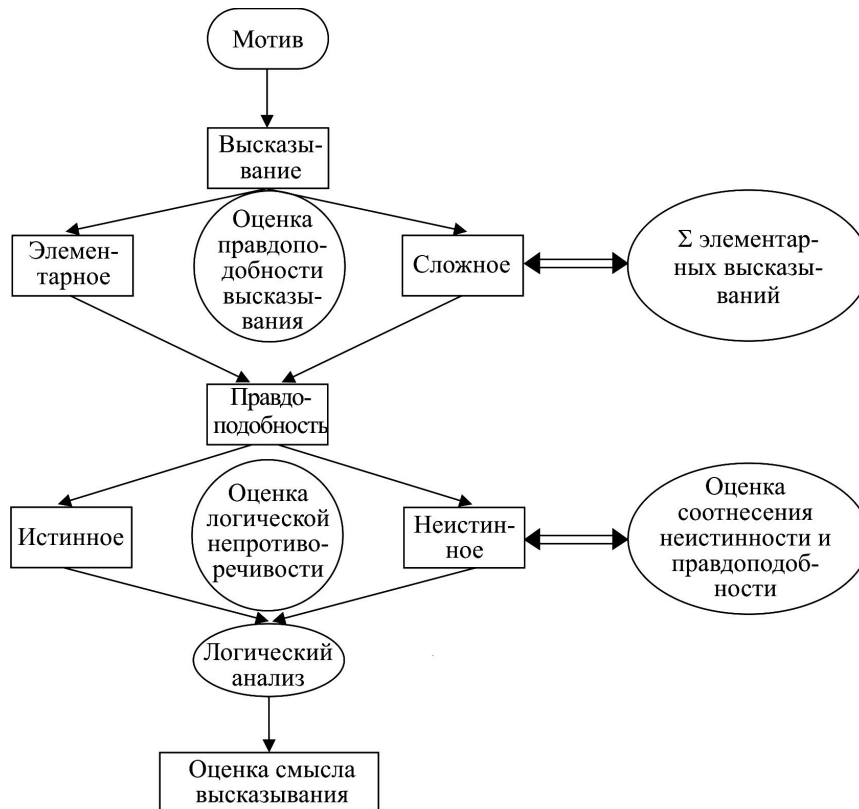 Мотив
Высказы-
вание
Оценка
правдопо-
добности
высказы-
вания
Элемен-
тарное
Сложное
Σ элементар-
ных высказы-
ваний
Правдо-
подобность
Оценка
логической
непротиво-
речивости
Истинное
Неистин-
ное
Оценка
соотнесения
неистинности и
правдоподоб-
ности
Логический
анализ
Оценка смысла
высказывания